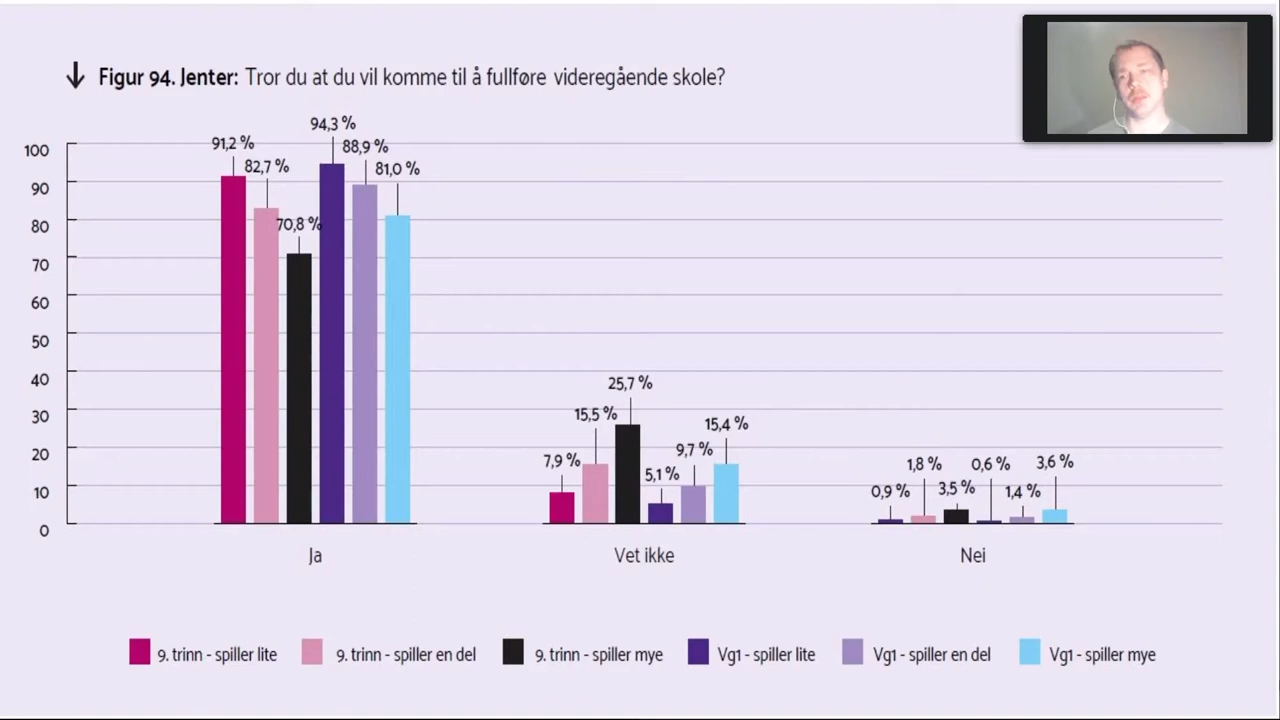 Figur 94. Jenter: Tror du at du vil komme til å fullføre videregående skole?
94,3 %
91,2 %
88,9 %
82,7 %
81,0 %
70,8 %
100
90
80
70
60
50
40
30
20
10
0
25,7 %
15,5 %
15,4 %
9,7 %
7,9 %
5,1 %
3,6 %
1,8 %
0,6 %
3,5 %
0,9 %
1,4 %
Ja
Vet ikke
Nei
9. trinn - spiller lite
9. trinn - spiller en del
9. trinn - spiller mye
Vg1 - spiller lite
Vg1 - spiller en del
Vg1 - spiller mye